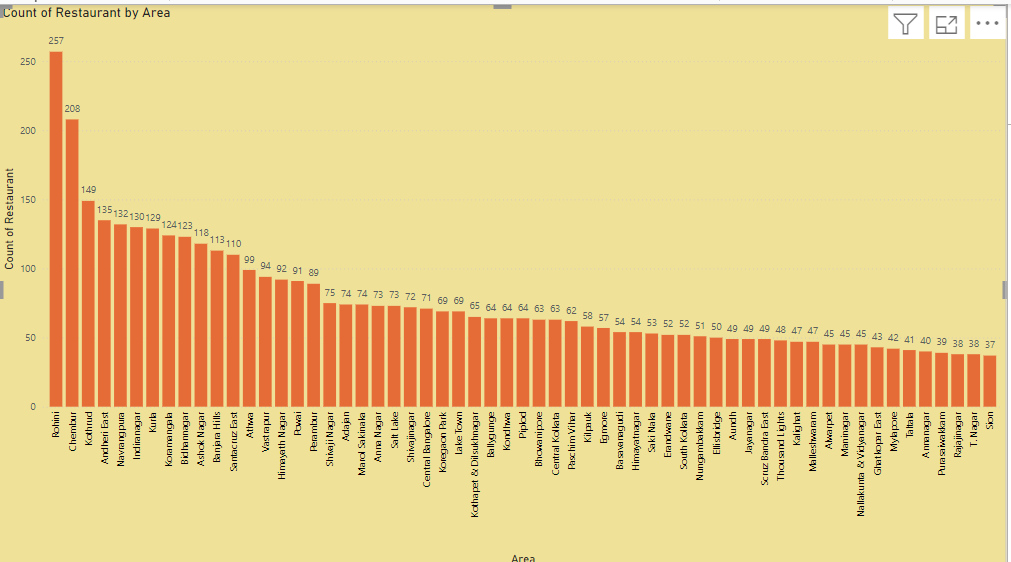 Count of Restaurant by Area
Count of Restaurant
250
200
150
100
50
0
257
208
149
135
132
130
129
124
123
118
113
110
99
94
92
91
89
75
74
74
73
73
72
71
69
69
65
64
64
64
63
63
62
58
57
54
54
53
52
52
51
50
49
49
49
48
47
47
45
45
45
43
42
41
40
39
38
38
37
Rohini
Chembur
Kothrud
Andheri East
Navrangpura
Indiranagar
Kurla
Koramangala
Bidhannagar
Ashok Nagar
Banjara Hills
Santacruz East
Athwa
Vastrapur
Himayath Nagar
Powai
Perambur
Shivaji Nagar
Adajan
Marol Sakinaka
Anna Nagar
Salt Lake
Shivajinagar
Central Bangalore
Koregaon Park
Lake Town
Kothapet & Dilsukhnagar
Ballygunge
Kondhwa
Piplod
Bhowanipore
Central Kolkata
Paschim Vihar
Kilpauk
Egmore
Basavanagudi
Himayatnagar
Saki Naka
Erandwane
South Kolkata
Nungambakkam
Ellisbridge
Aundh
Jayanagar
Scruz Bandra East
Thousand Lights
Kalighat
Malleshwaram
Alwarpet
Maninagar
Nallakunta & Vidyanagar
Ghatkopar East
Mylapore
Taltala
Annanagar
Purasaiwakkam
Rajajinagar
T. Nagar
Sion
Area